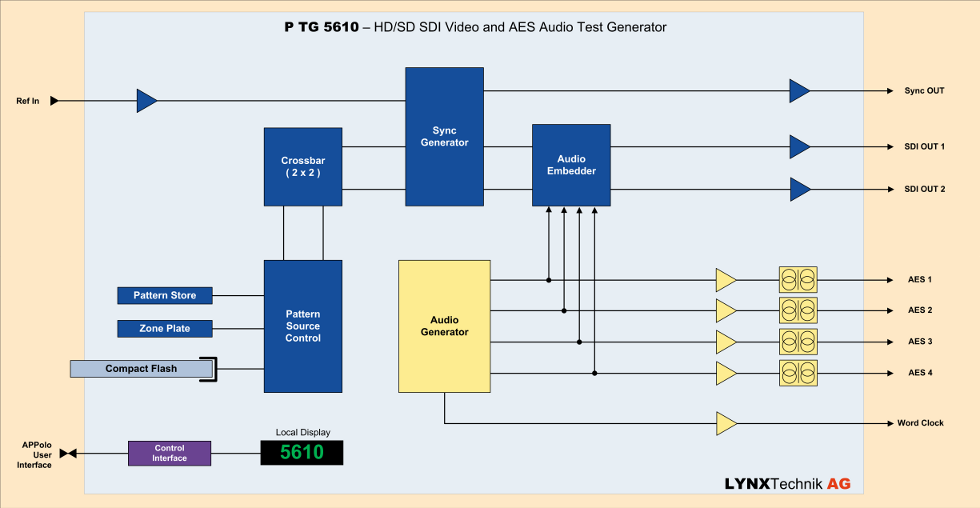 P TG 5610 – HD/SD SDI Video and AES Audio Test Generator
Ref In
Sync
Generator
Sync OUT
Crossbar
( 2 x 2 )
Audio
Embedder
SDI OUT 1
SDI OUT 2
Pattern Store
Zone Plate
Compact Flash
Pattern
Source
Control
Audio
Generator
AES 1
AES 2
AES 3
AES 4
Word Clock
APPolo
User
Interface
Control
Interface
Local Display
5610
LYNXTechnik AG